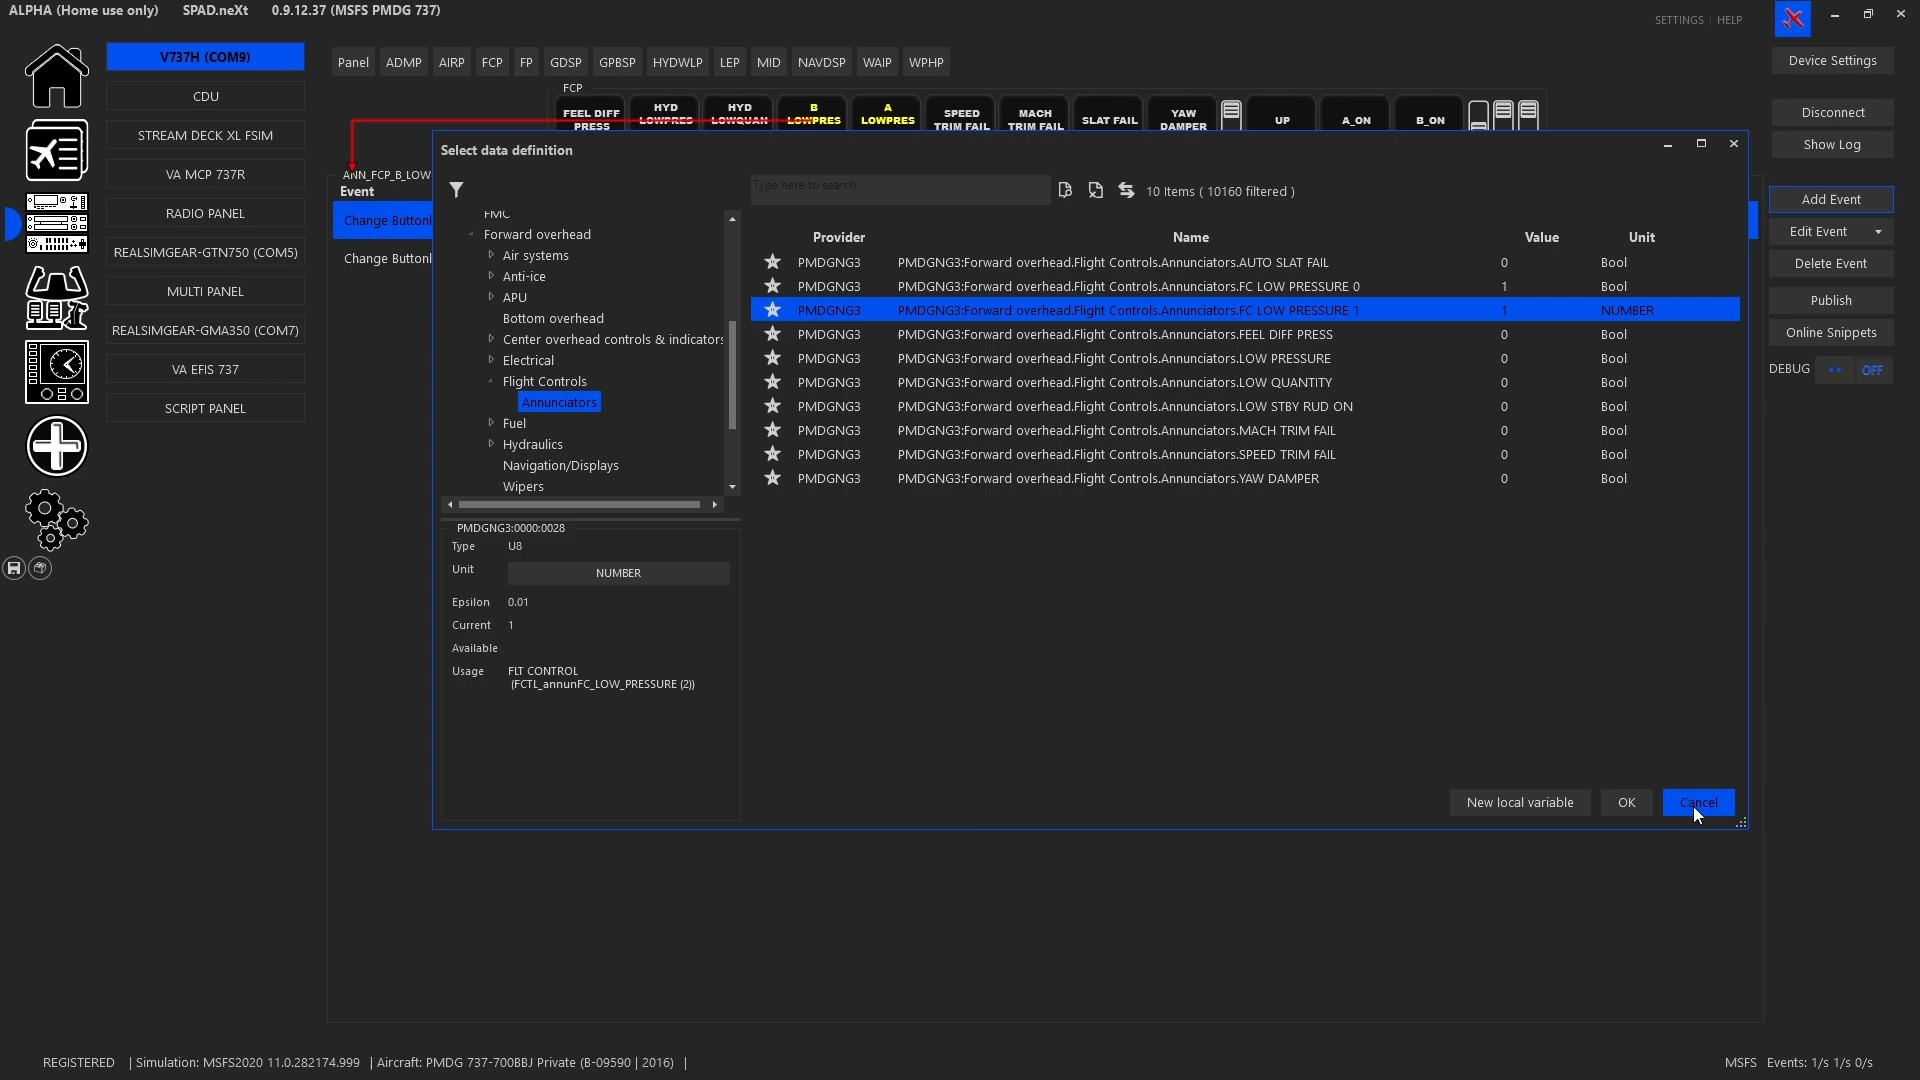 ALPHA (Home use only) SPAD.neXt 0.9.12.37 (MSFS PMDG 737)
SETTINGS | HELP
V737H (COM9)
CDU
STREAM DECK XL FSIM
VA MCP 737R
RADIO PANEL
REALSIMGEAR-GTN750 (COM5)
MULTI PANEL
REALSIMGEAR-GMA350 (COM7)
VA EFIS 737
SCRIPT PANEL
Panel ADMP AIRP FCP FP GDSP GPBSP HYDWLP LEP MID NAVDSP WAIP WPHP
FCP
FEEL DIFF PRESS
HYD LOWPRES
HYD LOWQUAN
B LOWPRES
A LOWPRES
SPEED TRIM FAIL
MACH TRIM FAIL
SLAT FAIL
YAW DAMPER
UP
A_ON
B_ON
Device Settings
Disconnect
Show Log
Add Event
Edit Event
Delete Event
Publish
Online Snippets
DEBUG OFF
ANN_FCP_B_LOW
Event
Change Buttonl
Change Buttonl
Select data definition
Type here to search
10 Items ( 10160 filtered )
FMC
Forward overhead
Air systems
Anti-ice
APU
Bottom overhead
Center overhead controls & indicators
Electrical
Flight Controls
Annunciators
Fuel
Hydraulics
Navigation/Displays
Wipers
Provider Name Value Unit
PMDGNG3 PMDGNG3:Forward overhead.Flight Controls.Annunciators.AUTO SLAT FAIL 0 Bool
PMDGNG3 PMDGNG3:Forward overhead.Flight Controls.Annunciators.FC LOW PRESSURE 0 1 Bool
PMDGNG3 PMDGNG3:Forward overhead.Flight Controls.Annunciators.FC LOW PRESSURE 1 1 NUMBER
PMDGNG3 PMDGNG3:Forward overhead.Flight Controls.Annunciators.FEEL DIFF PRESS 0 Bool
PMDGNG3 PMDGNG3:Forward overhead.Flight Controls.Annunciators.LOW PRESSURE 0 Bool
PMDGNG3 PMDGNG3:Forward overhead.Flight Controls.Annunciators.LOW QUANTITY 0 Bool
PMDGNG3 PMDGNG3:Forward overhead.Flight Controls.Annunciators.LOW STBY RUD ON 0 Bool
PMDGNG3 PMDGNG3:Forward overhead.Flight Controls.Annunciators.MACH TRIM FAIL 0 Bool
PMDGNG3 PMDGNG3:Forward overhead.Flight Controls.Annunciators.SPEED TRIM FAIL 0 Bool
PMDGNG3 PMDGNG3:Forward overhead.Flight Controls.Annunciators.YAW DAMPER 0 Bool
PMDGNG3:0000:0028
Type U8
Unit NUMBER
Epsilon 0.01
Current 1
Available
Usage FLT CONTROL
(FCTL_annunFC_LOW_PRESSURE (2))
New local variable OK Cancel
REGISTERED | Simulation: MSFS2020 11.0.282174.999 | Aircraft: PMDG 737-700BBJ Private (B-09590 | 2016) |
MSFS Events: 1/s 1/s 0/s